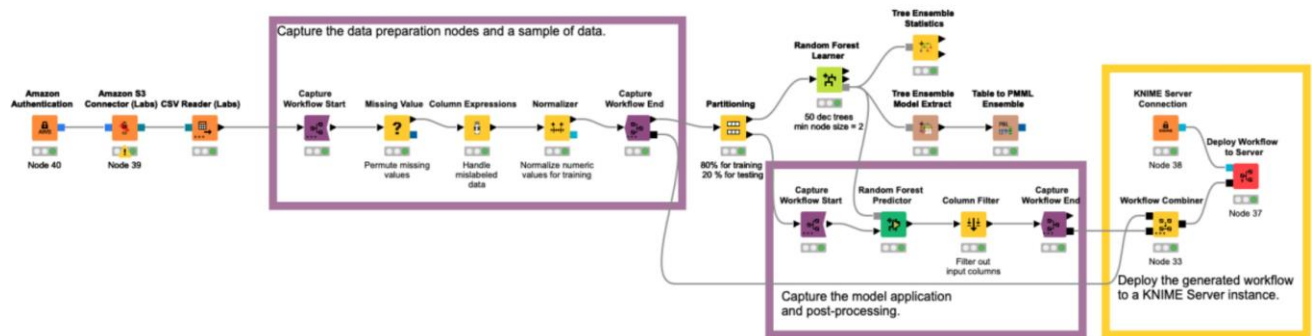 Capture the data preparation nodes and a sample of data.
Amazon
Authentication
Node 40
Amazon S3
Connector (Labs)
Node 39
CSV Reader (Labs)
Capture
Workflow Start
Missing Value
Permute missing
values
Column Expressions
Handle
mislabeled
data
Normalizer
Normalize numeric
values for training
Capture
Workflow End
Partitioning
80% for training
20 % for testing
Random Forest
Learner
50 dec trees
min node size = 2
Tree Ensemble
Statistics
Tree Ensemble
Model Extract
Table to PMML
Ensemble
Capture
Workflow Start
Random Forest
Predictor
Column Filter
Filter out
input columns
Capture
Workflow End
Capture the model application
and post-processing.
KNIME Server
Connection
Node 38
Deploy Workflow
to Server
Node 37
Workflow Combiner
Node 33
Deploy the generated workflow
to a KNIME Server instance.